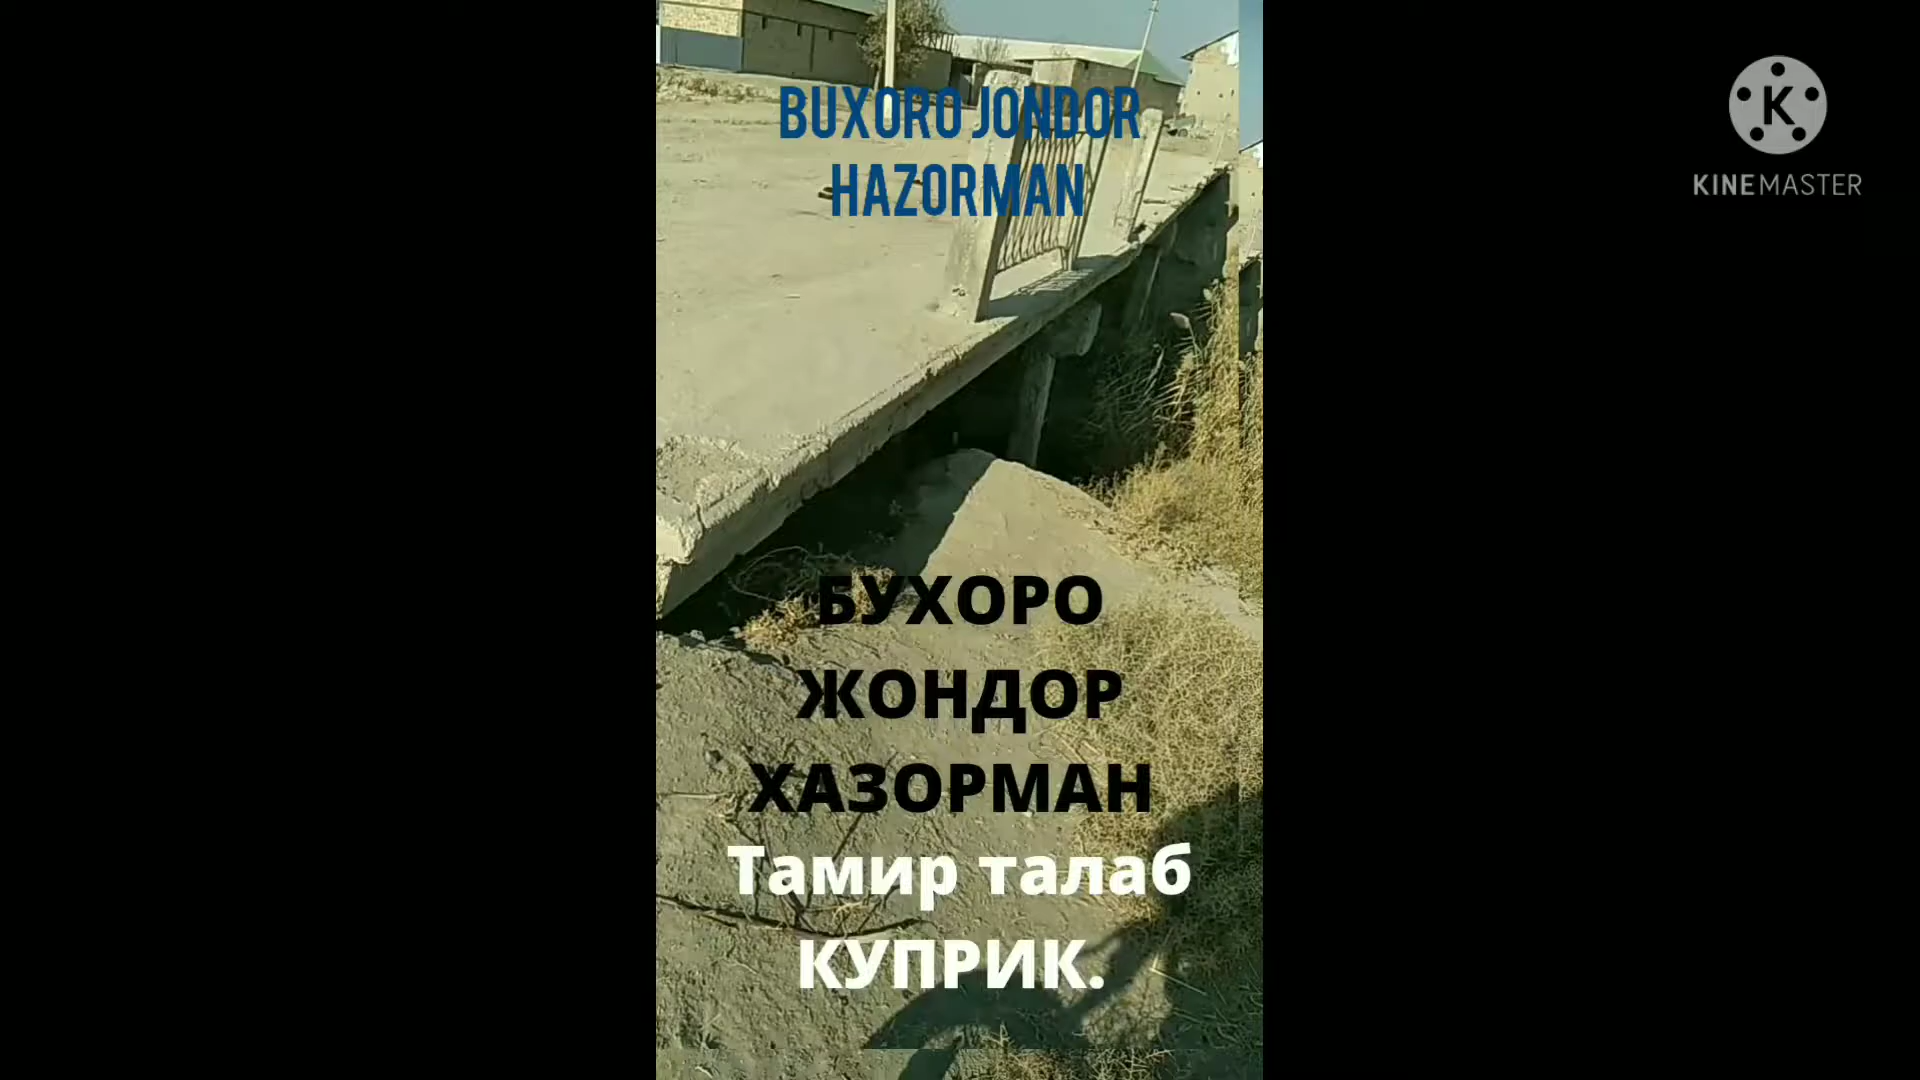 BUXORO JONDOR
HAZORMAN
KINEMASTER
БУХОРО
ЖОНДОР
ХАЗОРМАН
Тамир талаб
КУПРИК.